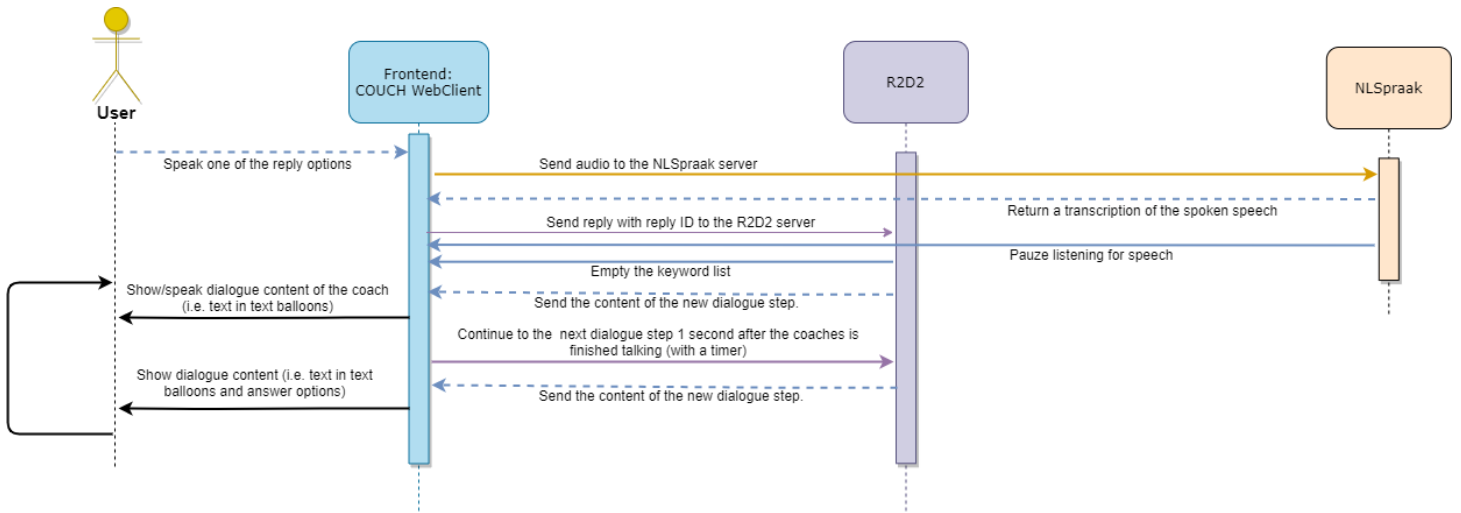 User
Frontend:
COUCH WebClient
R2D2
NLSpraak
Speak one of the reply options
Send audio to the NLSpraak server
Return a transcription of the spoken speech
Send reply with reply ID to the R2D2 server
Pauze listening for speech
Empty the keyword list
Send the content of the new dialogue step.
Show/speak dialogue content of the coach
(i.e. text in text balloons)
Continue to the  next dialogue step 1 second after the coaches is
finished talking (with a timer)
Show dialogue content (i.e. text in text
balloons and answer options)
Send the content of the new dialogue step.